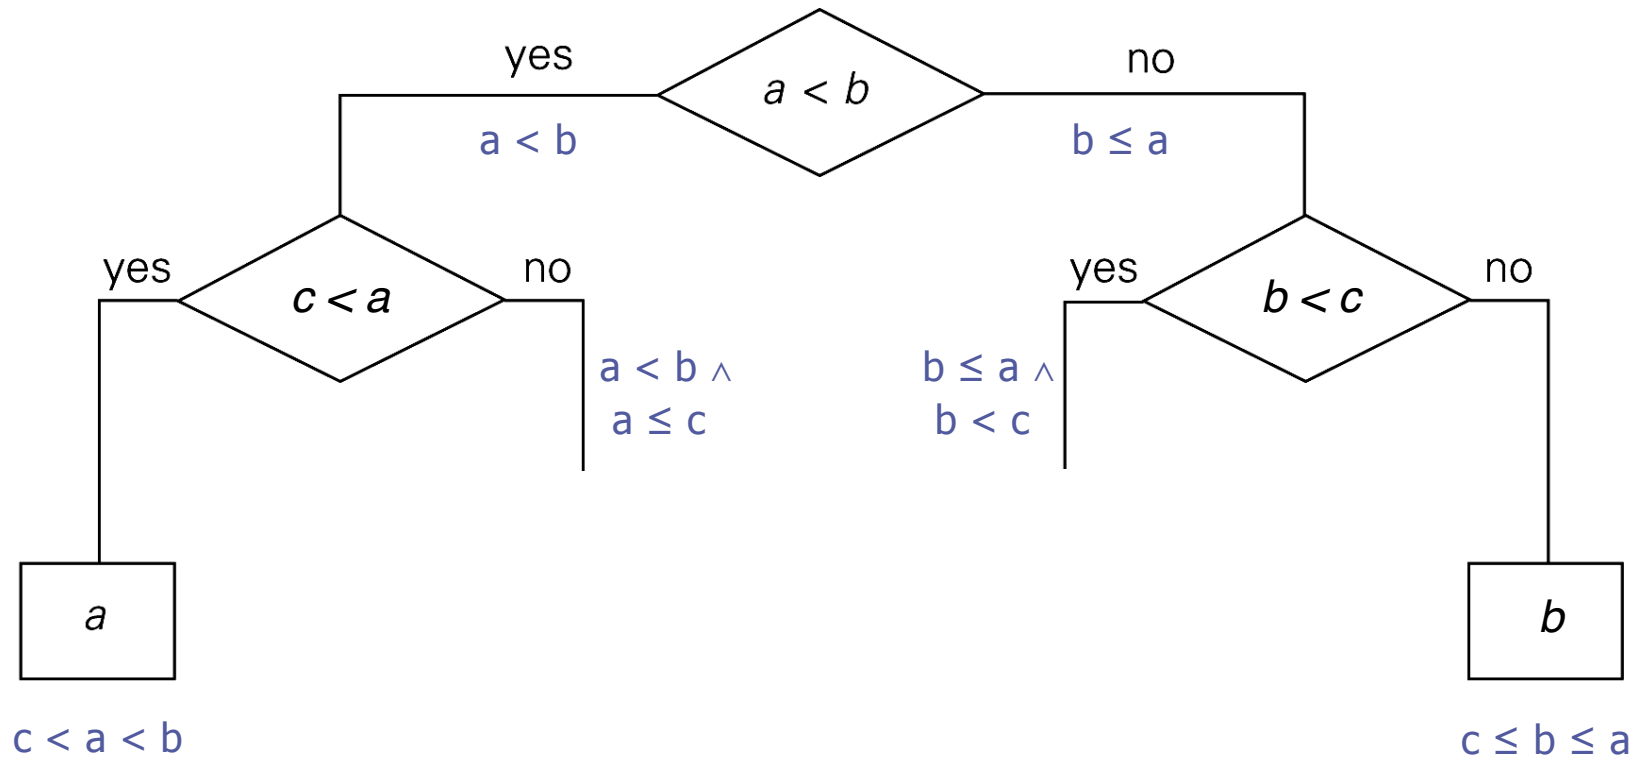 a < b
yes
no
a < b
b ≤ a
yes
c < a
no
yes
b < c
no
a < b ∧
a ≤ c
b ≤ a ∧
b < c
a
b
c < a < b
c ≤ b ≤ a